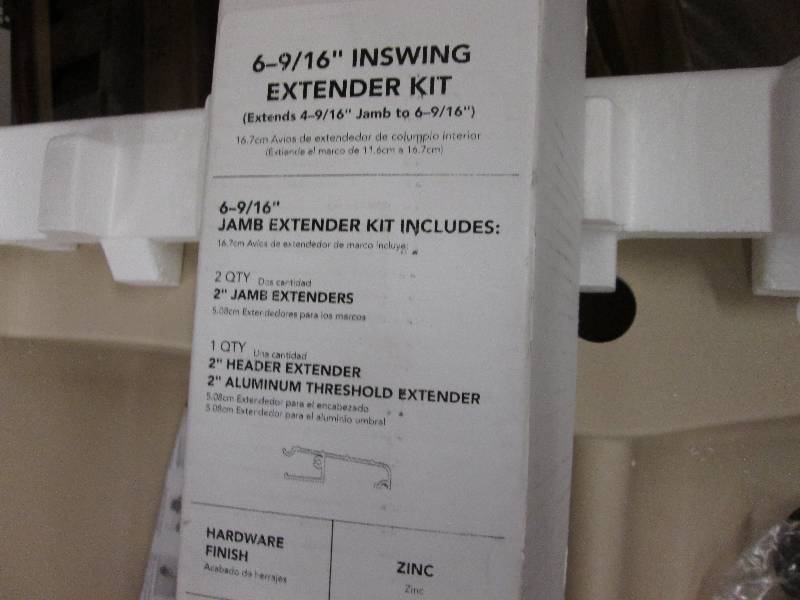 6-9/16" INSWING
EXTENDER KIT
(Extends 4-9/16" Jamb to 6-9/16")
16.7cm Avios de extendedor de columpio interior
(Extiende el marco de 11.6cm a 16.7cm)
6-9/16"
JAMB EXTENDER KIT INCLUDES:
16.7cm Avios de extendedor de marco incluye:
2 QTY Dos cantidad
2" JAMB EXTENDERS
5.08cm Extendedores para los marcos
1 QTY Una cantidad
2" HEADER EXTENDER
2" ALUMINUM THRESHOLD EXTENDER
5.08cm Extendedor para el encabezado
5.08cm Extendedor para el aluminio umbral
HARDWARE
FINISH
Acabado de herrajes
ZINC
Zinc